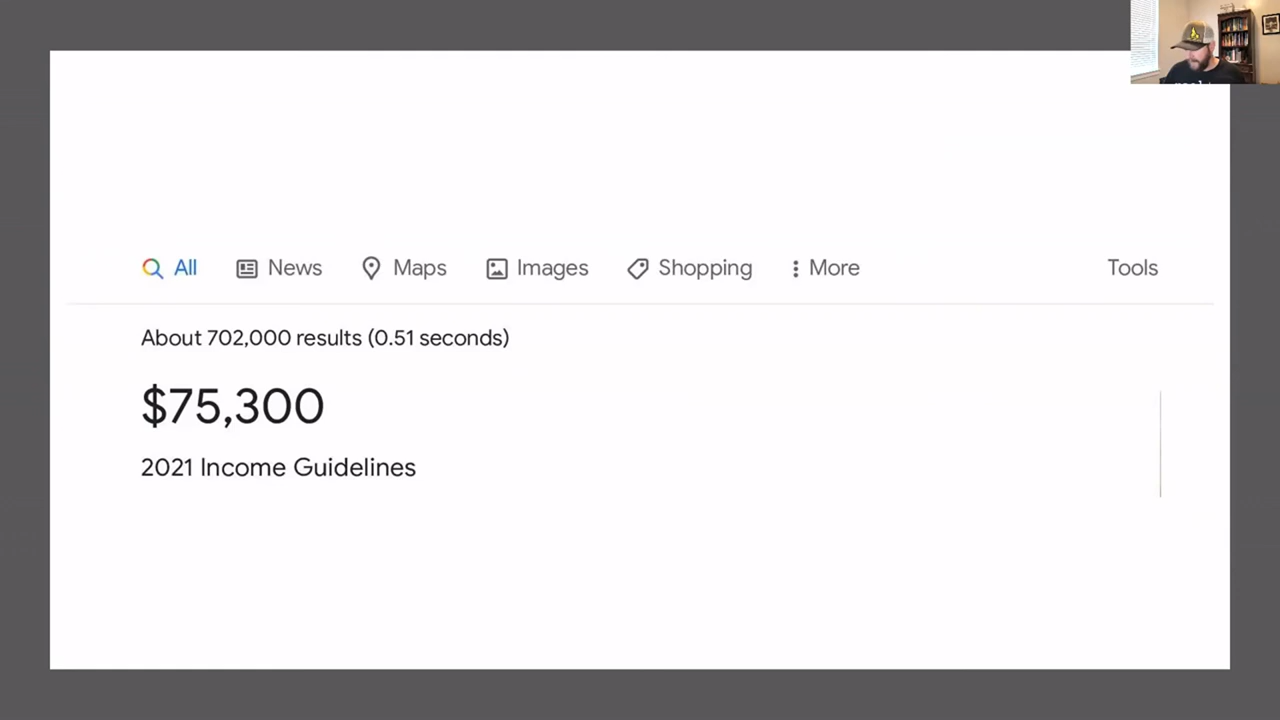 All News Maps Images Shopping More Tools
About 702,000 results (0.51 seconds)
$75,300
2021 Income Guidelines